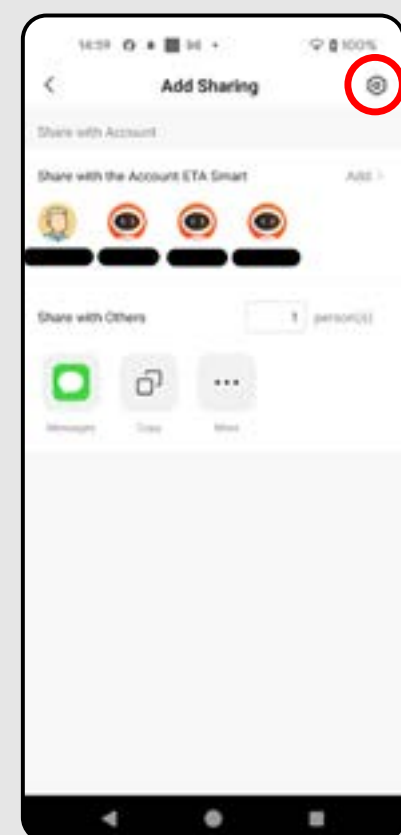 14:59 100%
Add Sharing
Share with Account
Share with the Account ETA Smart Add >
Share with Others 1 person(s)
Messages Copy More